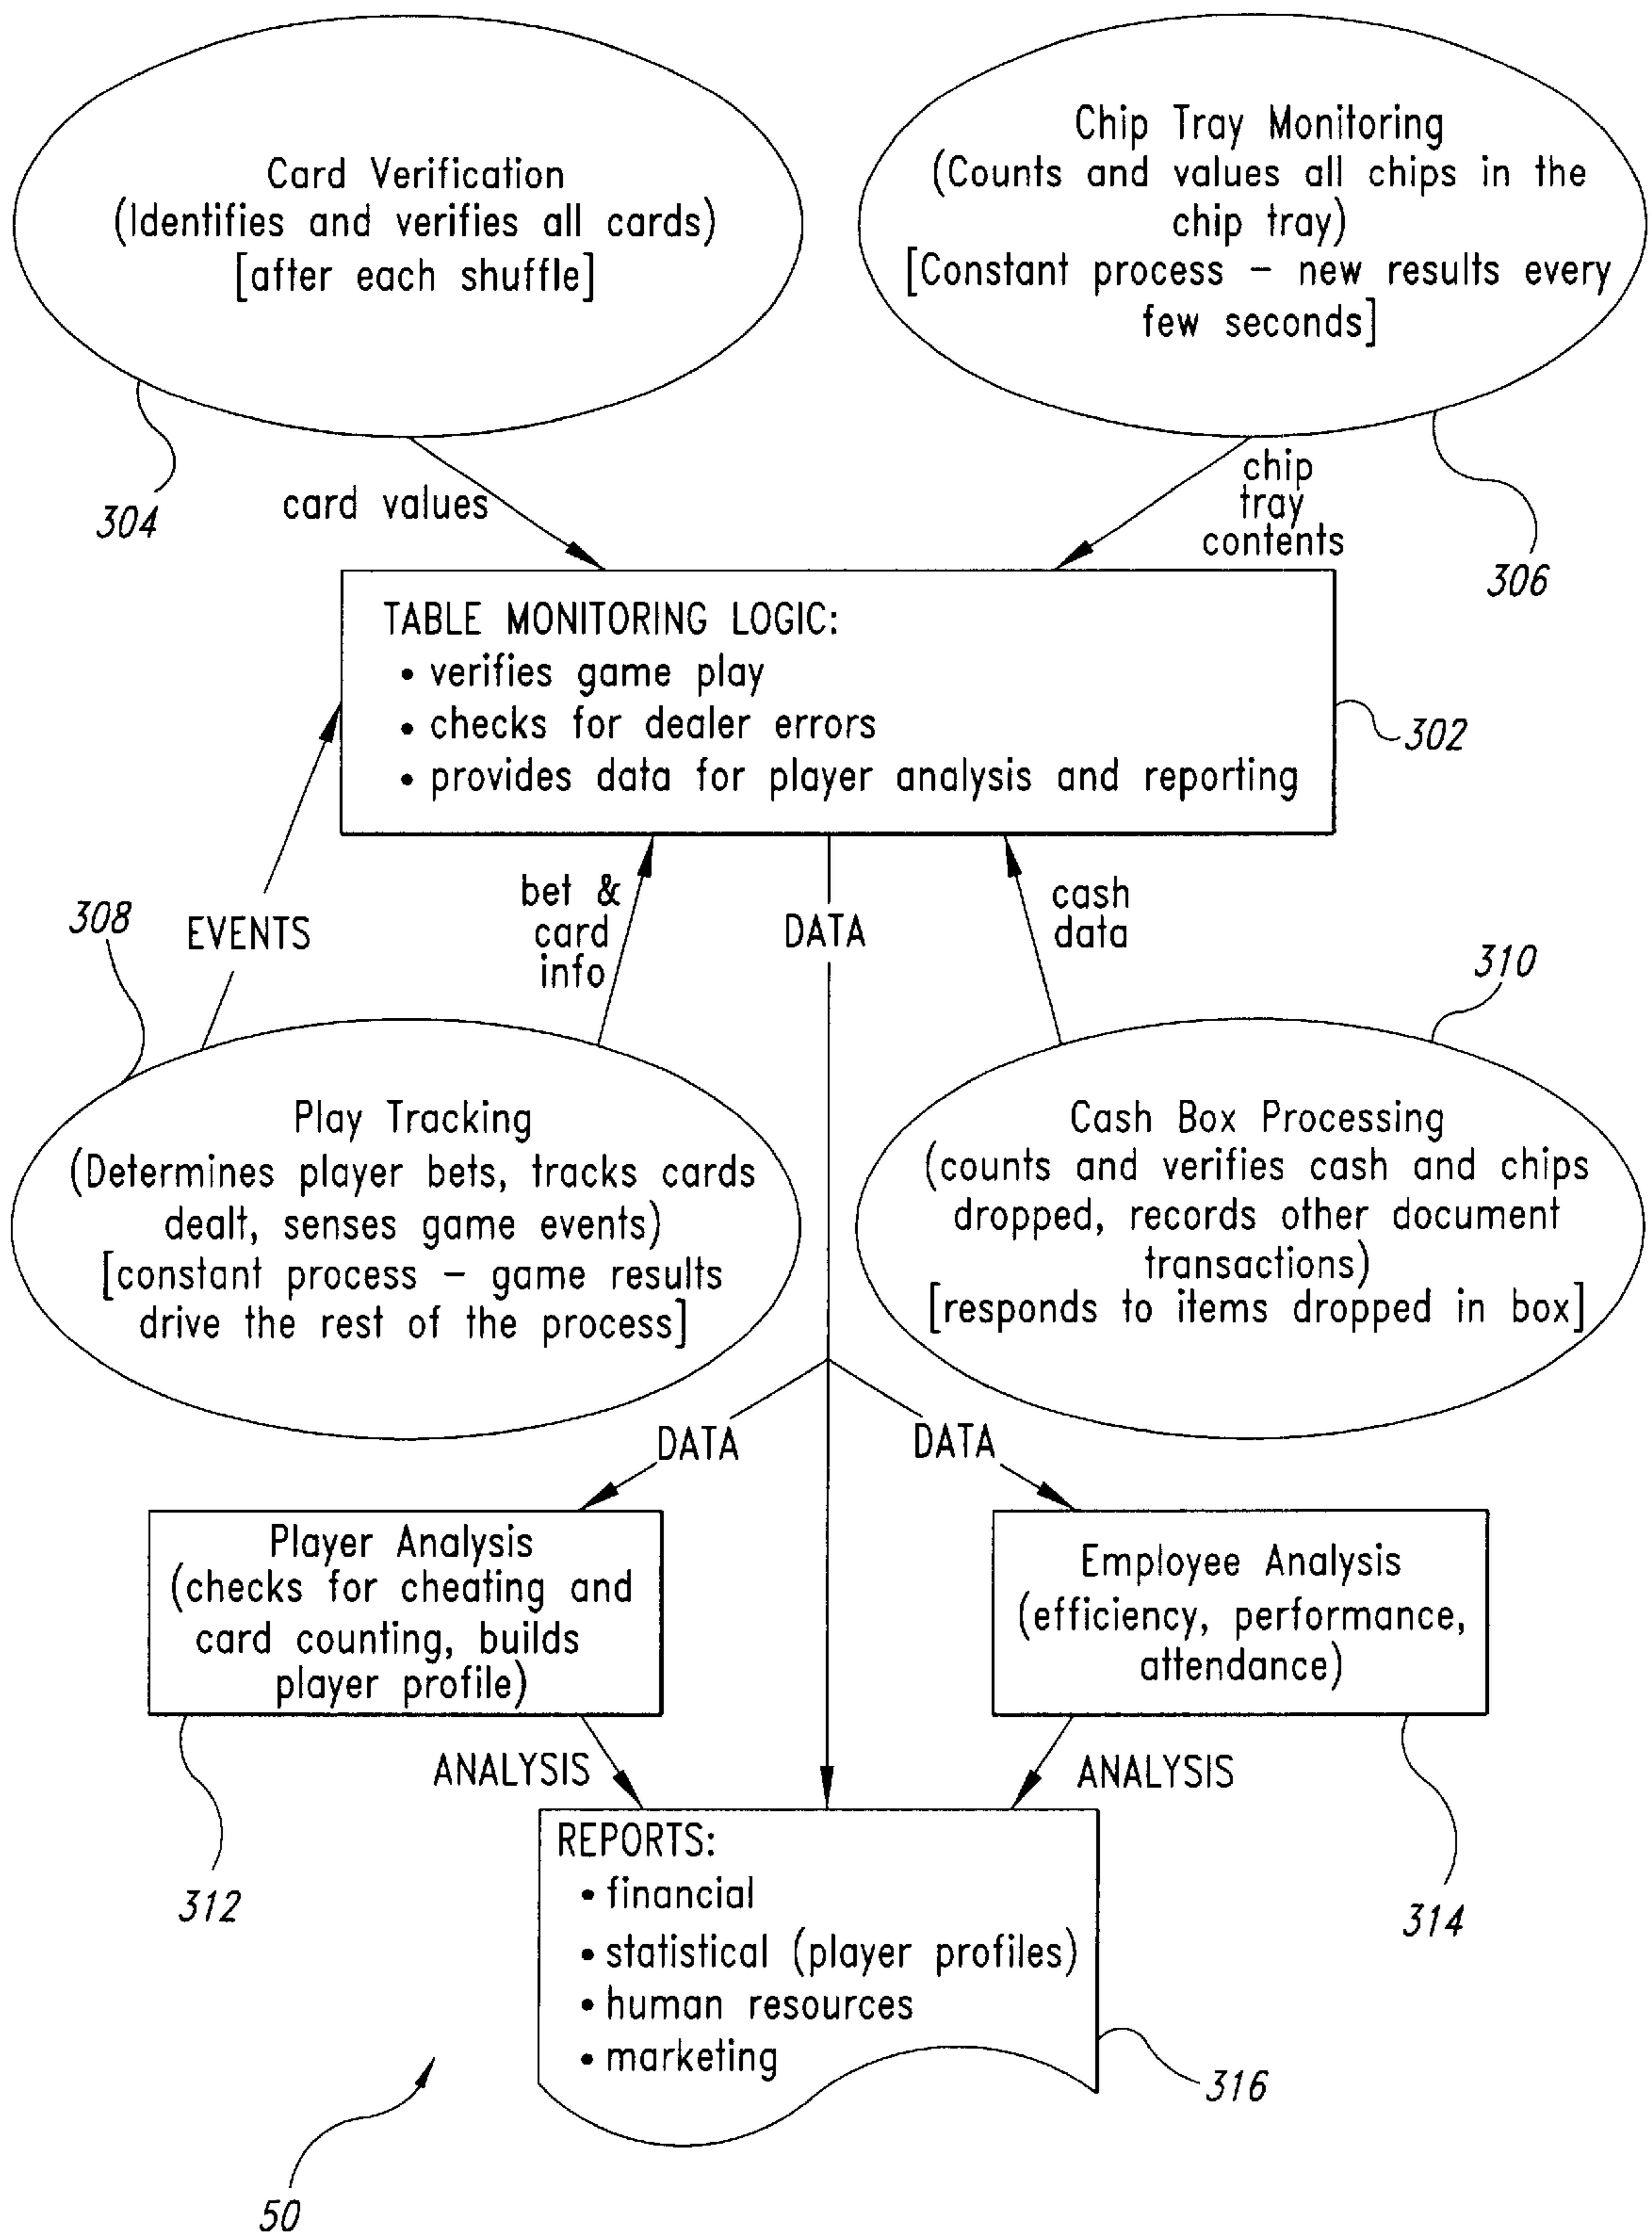 Card Verification
(Identifies and verifies all cards)
[after each shuffle]
Chip Tray Monitoring
(Counts and values all chips in the
chip tray)
[Constant process – new results every
few seconds]
304
card values
chip
tray
contents
306
TABLE MONITORING LOGIC:
• verifies game play
• checks for dealer errors
• provides data for player analysis and reporting
302
308
EVENTS
bet &
card
info
DATA
cash
data
310
Play Tracking
(Determines player bets, tracks cards
dealt, senses game events)
[constant process – game results
drive the rest of the process]
Cash Box Processing
(counts and verifies cash and chips
dropped, records other document
transactions)
[responds to items dropped in box]
DATA
DATA
Player Analysis
(checks for cheating and
card counting, builds
player profile)
Employee Analysis
(efficiency, performance,
attendance)
ANALYSIS
ANALYSIS
312
314
REPORTS:
• financial
• statistical (player profiles)
• human resources
• marketing
316
50